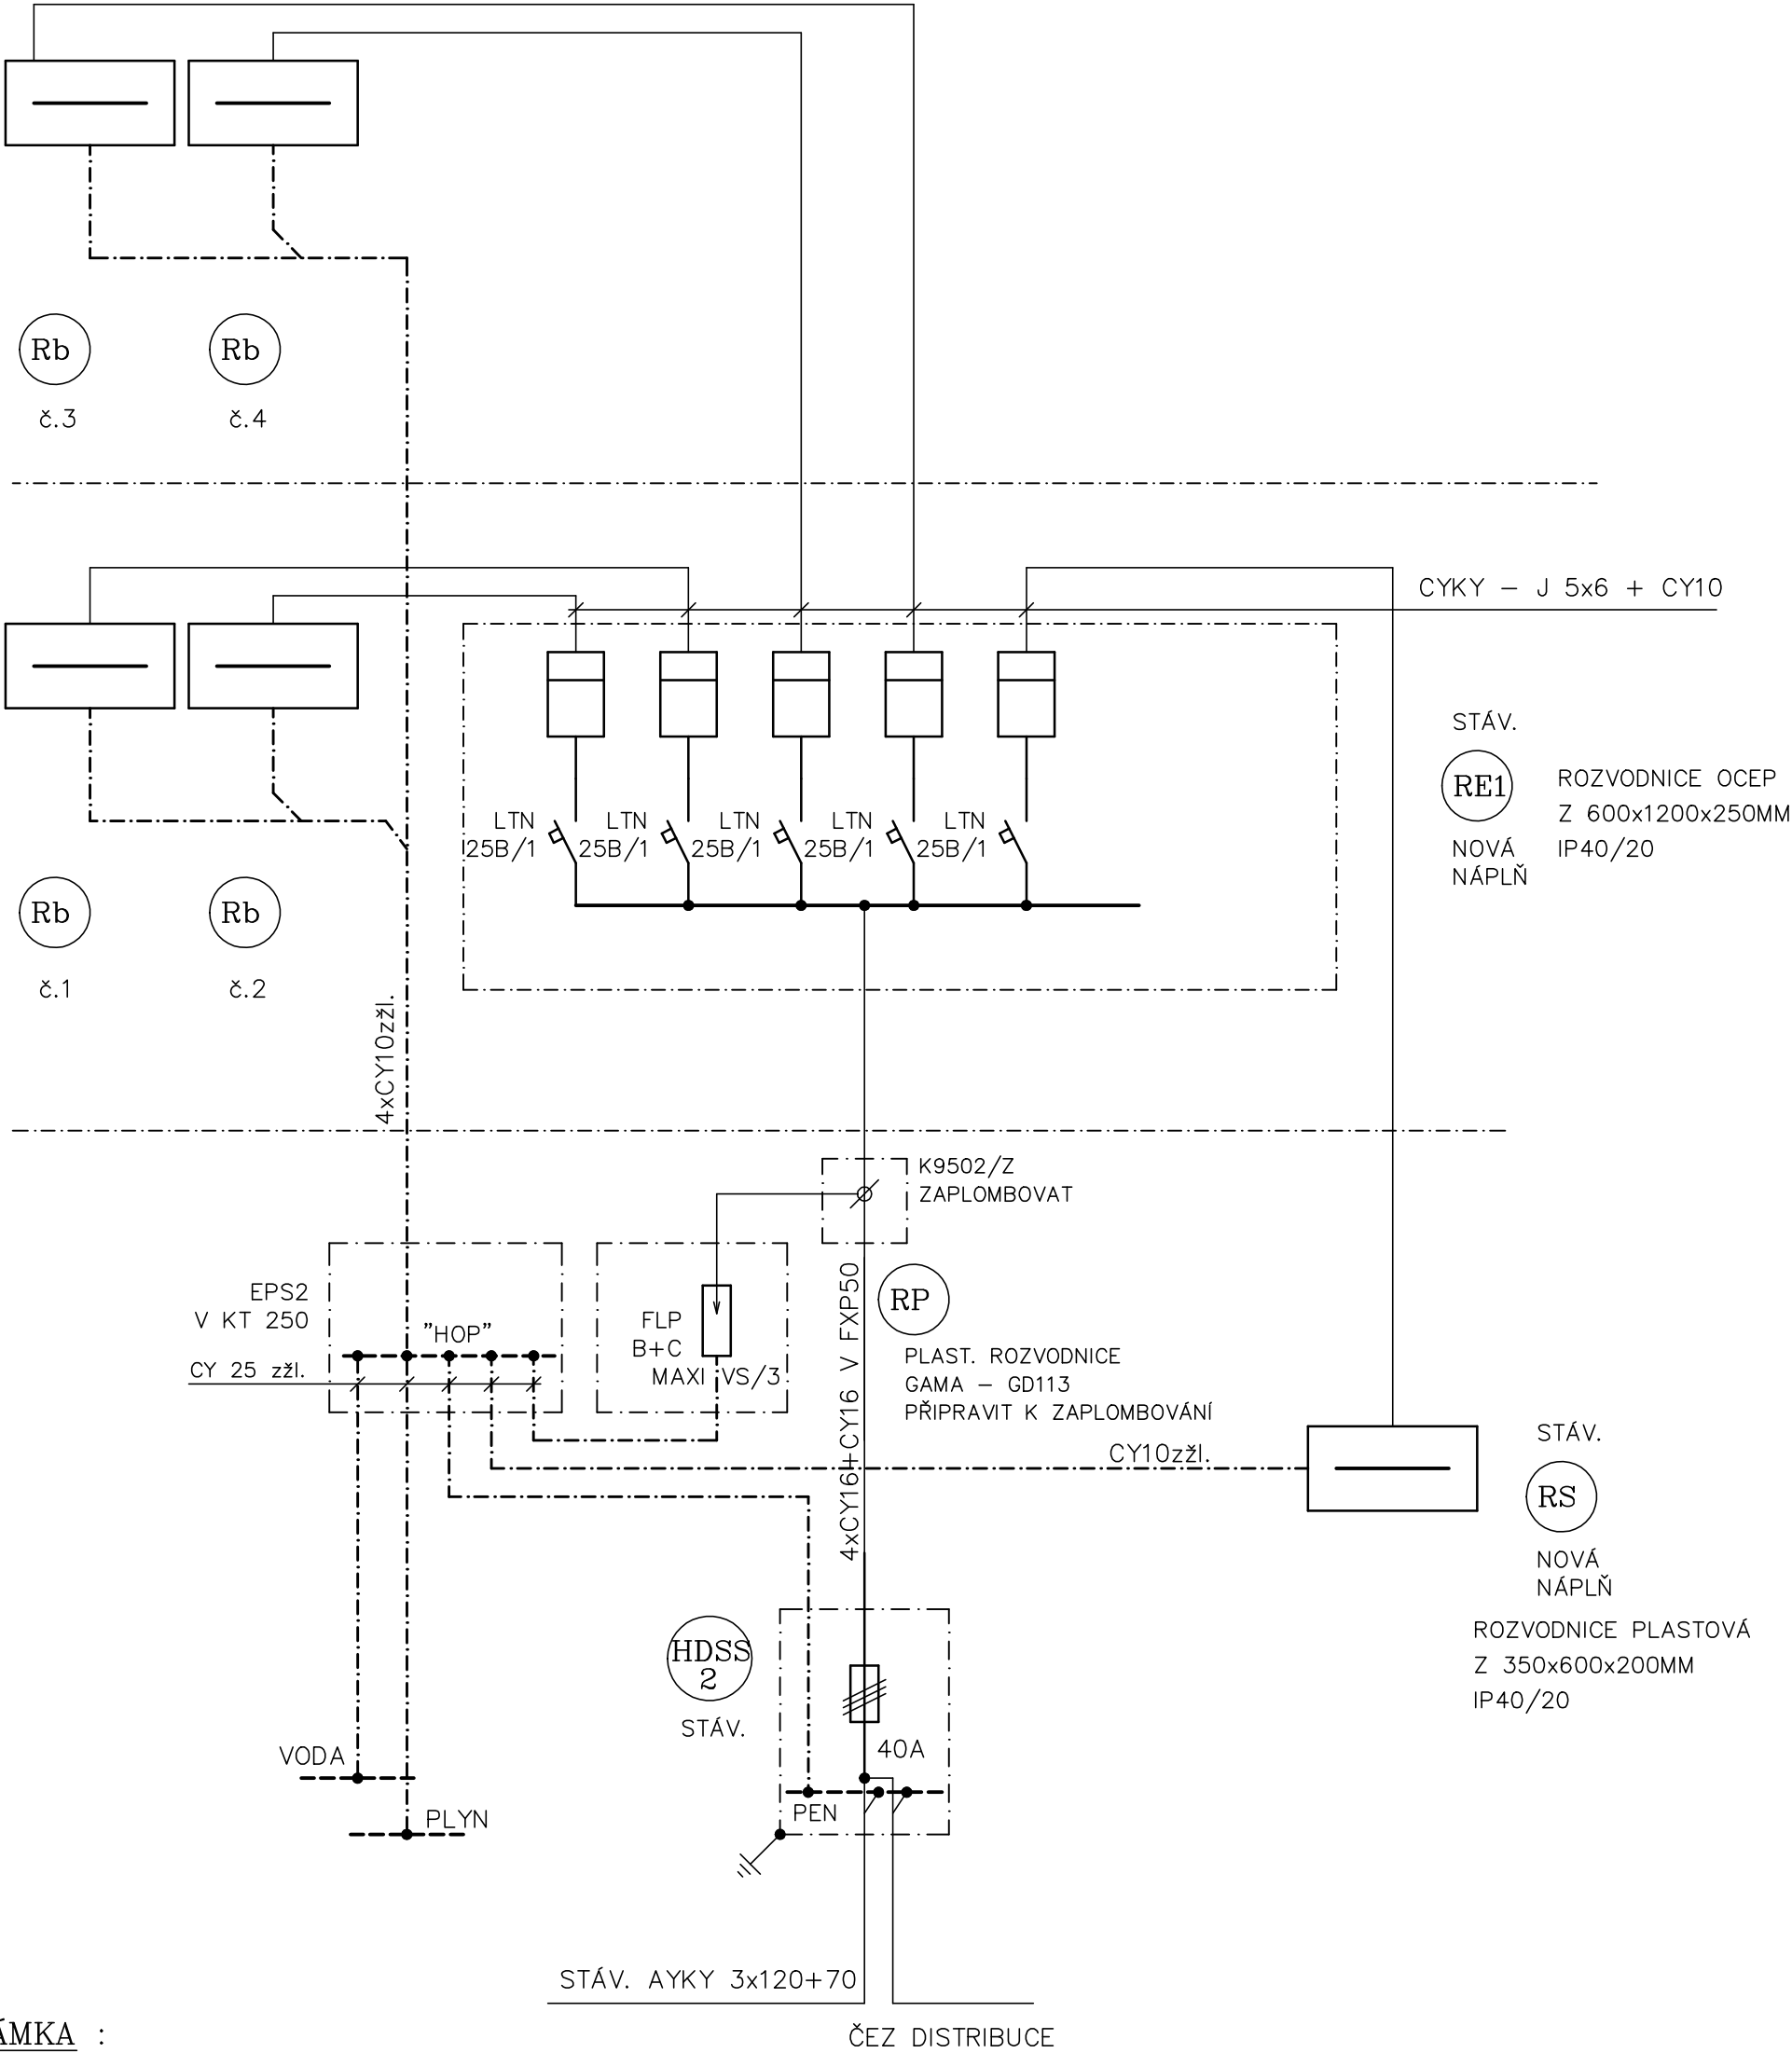 Rb
Rb
č.3
č.4
CYKY – J 5x6 + CY10
STÁV.
RE1
ROZVODNICE OCEP
Z 600x1200x250MM
IP40/20
NOVÁ
NÁPLŇ
LTN
25B/1
LTN
25B/1
LTN
25B/1
LTN
25B/1
LTN
25B/1
Rb
Rb
č.1
č.2
4xCY10zžl.
K9502/Z
ZAPLOMBOVAT
EPS2
V KT 250
"HOP"
CY 25 zžl.
FLP
B+C
MAXI VS/3
4xCY16+CY16 V FXP50
RP
PLAST. ROZVODNICE
GAMA – GD113
PŘIPRAVIT K ZAPLOMBOVÁNÍ
CY10zžl.
STÁV.
RS
NOVÁ
NÁPLŇ
ROZVODNICE PLASTOVÁ
Z 350x600x200MM
IP40/20
HDSS
2
STÁV.
40A
PEN
VODA
PLYN
STÁV. AYKY 3x120+70
ČEZ DISTRIBUCE
ÁMKA :